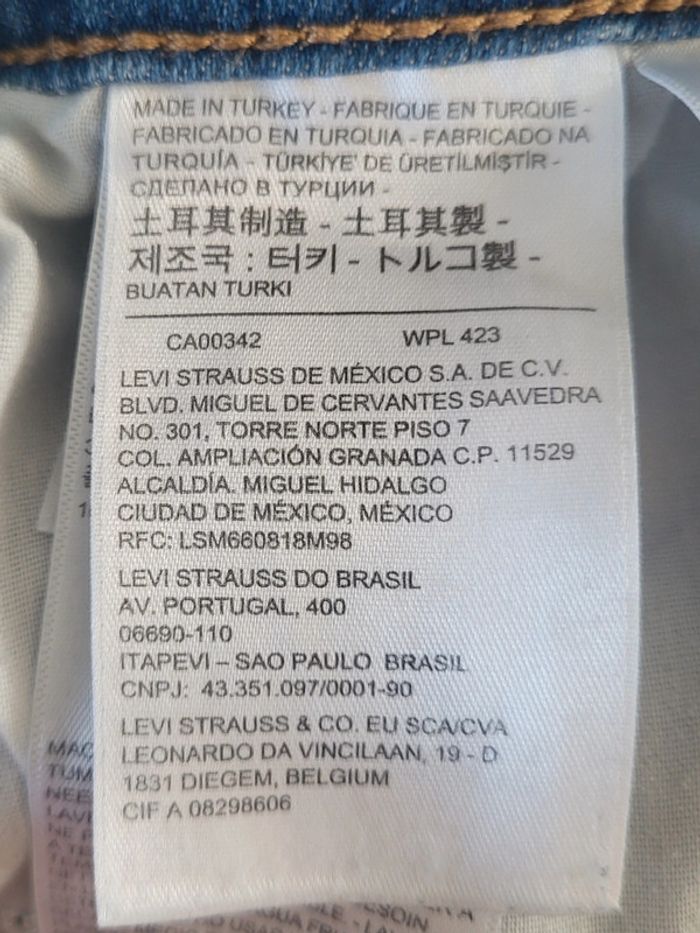 MADE IN TURKEY - FABRIQUE EN TURQUIE -
FABRICADO EN TURQUIA - FABRICADO NA
TURQUÍA - TÜRKİYE' DE ÜRETİLMİŞTİR -
СДЕЛАНО В ТУРЦИИ -
土耳其制造 - 土耳其製 -
제조국 : 터키 - トルコ製 -
BUATAN TURKI
CA00342 WPL 423
LEVI STRAUSS DE MÉXICO S.A. DE C.V.
BLVD. MIGUEL DE CERVANTES SAAVEDRA
NO. 301, TORRE NORTE PISO 7
COL. AMPLIACIÓN GRANADA C.P. 11529
ALCALDÍA. MIGUEL HIDALGO
CIUDAD DE MÉXICO, MÉXICO
RFC: LSM660818M98
LEVI STRAUSS DO BRASIL
AV. PORTUGAL, 400
06690-110
ITAPEVI – SAO PAULO BRASIL
CNPJ: 43.351.097/0001-90
LEVI STRAUSS & CO. EU SCA/CVA
LEONARDO DA VINCILAAN, 19 - D
1831 DIEGEM, BELGIUM
CIF A 08298606